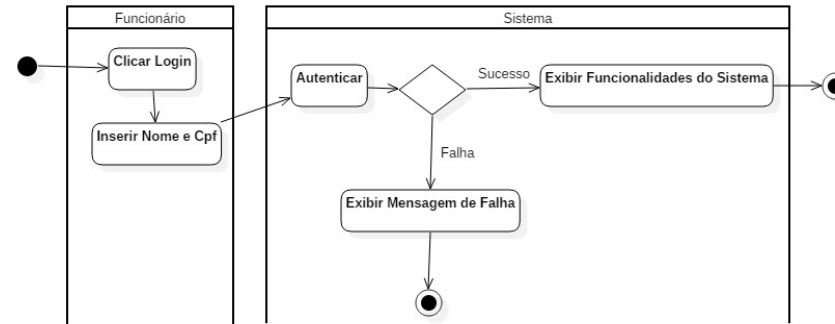 Funcionário
Sistema
Clicar Login
Autenticar
Sucesso
Exibir Funcionalidades do Sistema
Inserir Nome e Cpf
Falha
Exibir Mensagem de Falha